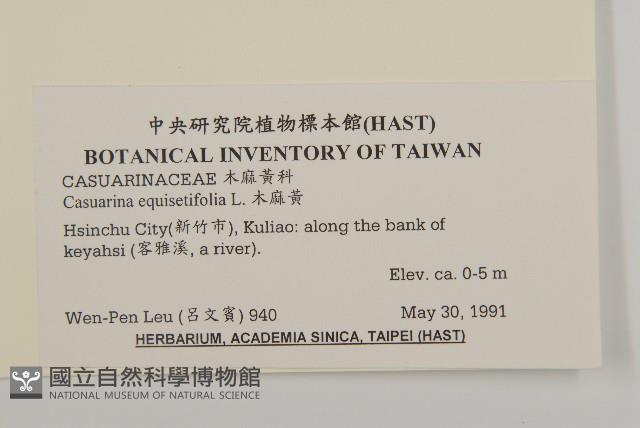 中央研究院植物標本館(HAST)
BOTANICAL INVENTORY OF TAIWAN
CASUARINACEAE 木麻黃科
Casuarina equisetifolia L. 木麻黃
Hsinchu City(新竹市), Kuliao: along the bank of
keyahsi (客雅溪, a river).
Elev. ca. 0-5 m
Wen-Pen Leu (呂文賓) 940 May 30, 1991
HERBARIUM, ACADEMIA SINICA, TAIPEI (HAST)
國立自然科學博物館
NATIONAL MUSEUM OF NATURAL SCIENCE